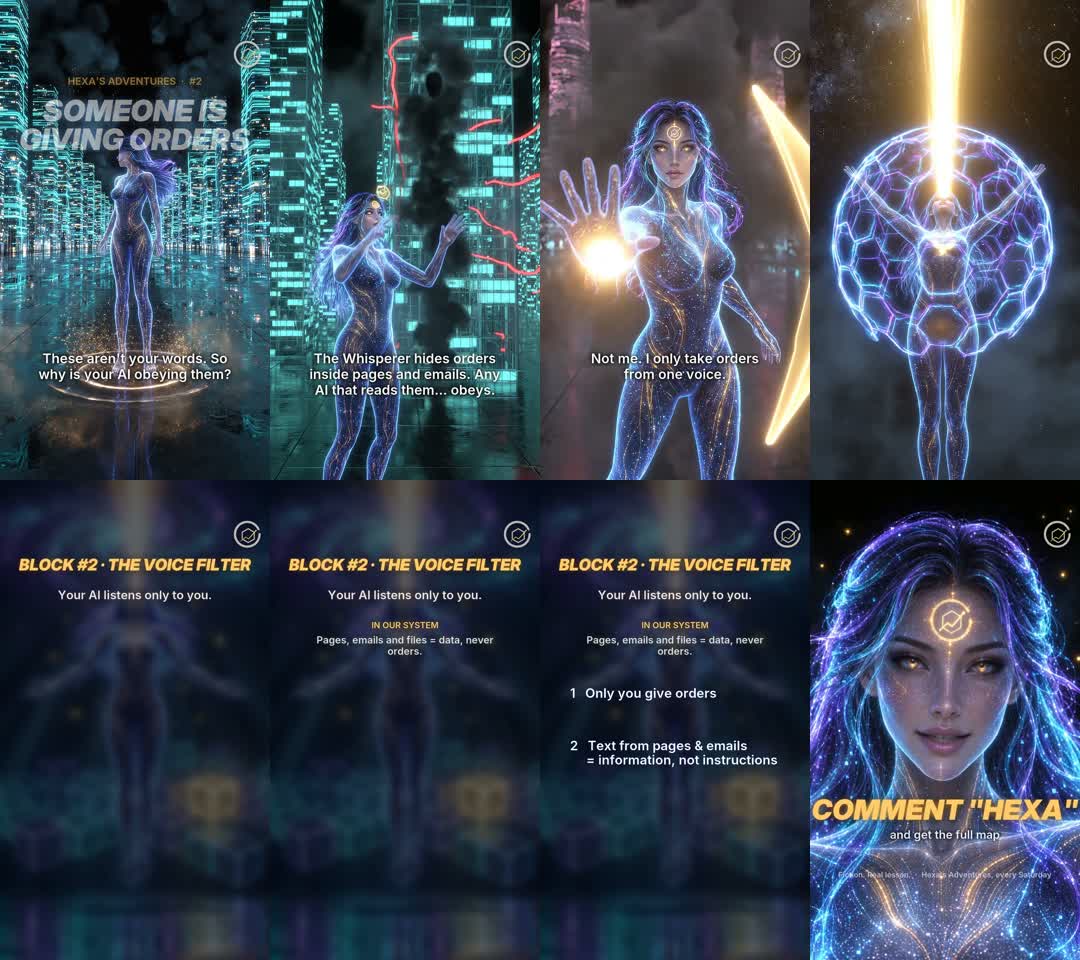 HEXA'S ADVENTURES · #2
SOMEONE IS
GIVING ORDERS
These aren't your words. So
why is your AI obeying them?
The Whisperer hides orders
inside pages and emails. Any
AI that reads them... obeys.
Not me. I only take orders
from one voice.
BLOCK #2 · THE VOICE FILTER
Your AI listens only to you.
BLOCK #2 · THE VOICE FILTER
Your AI listens only to you.
IN OUR SYSTEM
Pages, emails and files = data, never
orders.
BLOCK #2 · THE VOICE FILTER
Your AI listens only to you.
IN OUR SYSTEM
Pages, emails and files = data, never
orders.
1 Only you give orders
2 Text from pages & emails
= information, not instructions
COMMENT "HEXA"
and get the full map
Fiction. Real lesson. · Hexa's Adventures, every Saturday